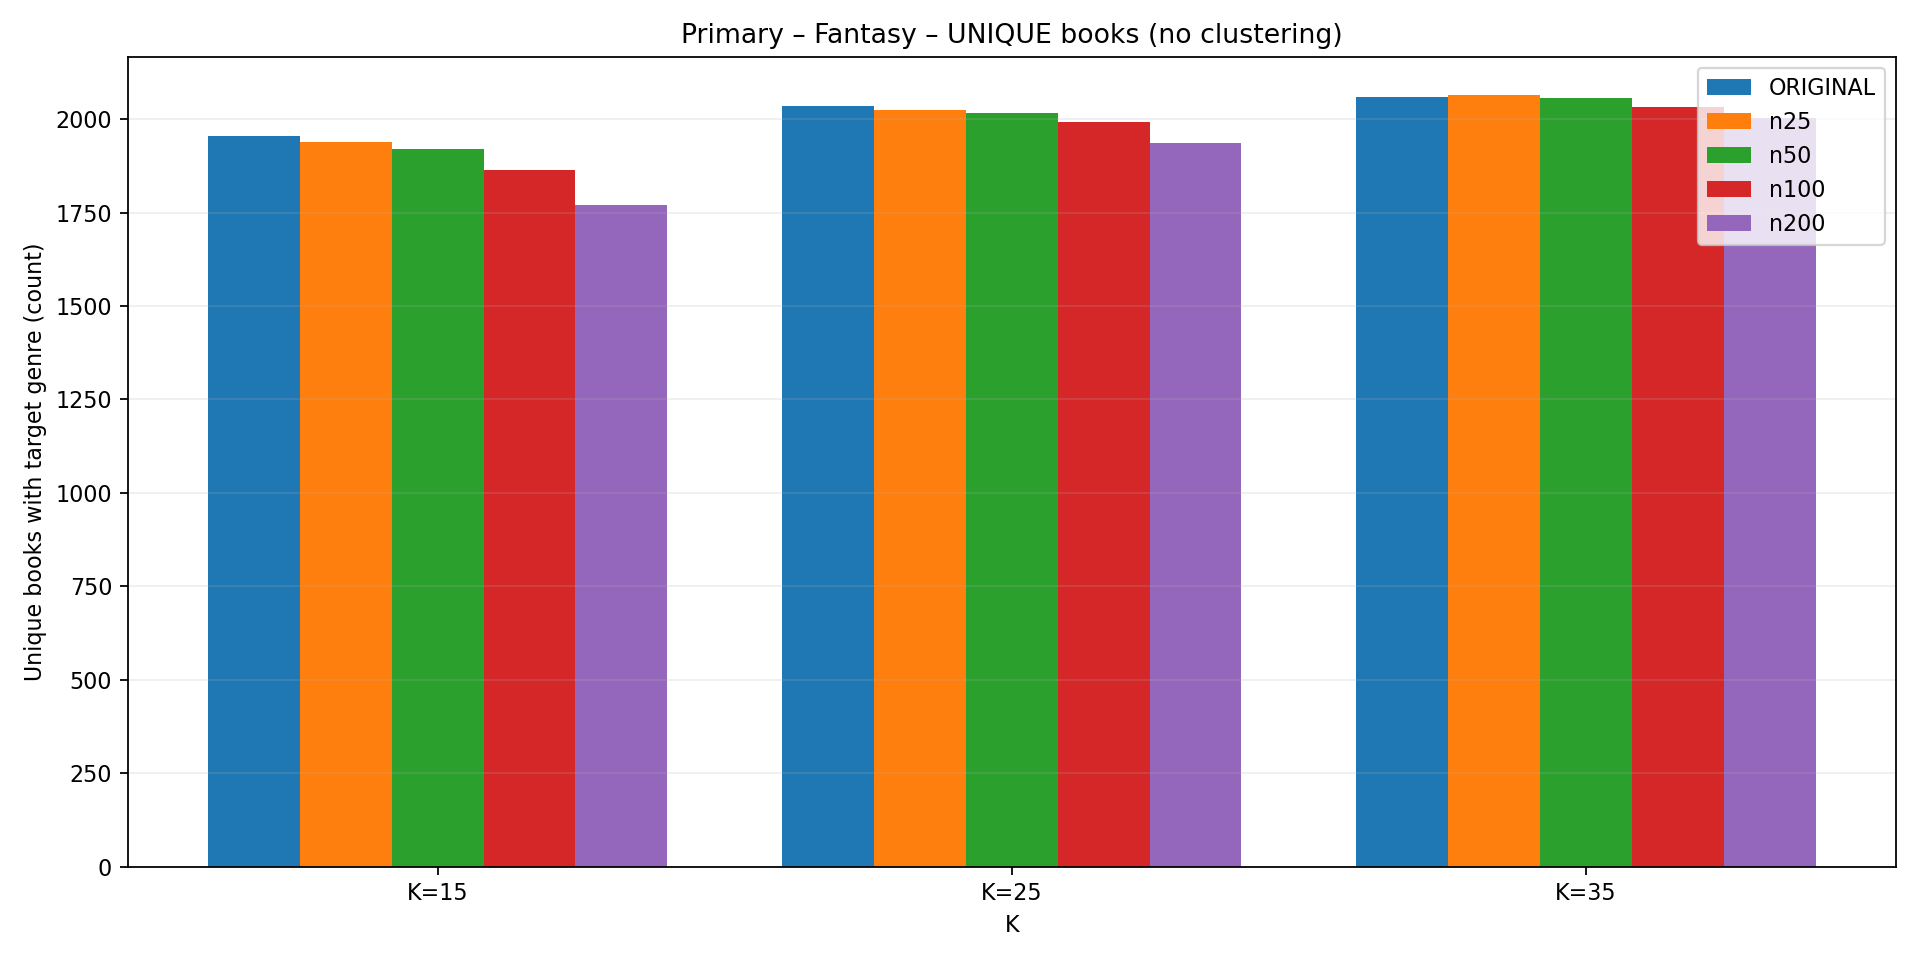 Primary – Fantasy – UNIQUE books (no clustering)
Unique books with target genre (count)
2000
1750
1500
1250
1000
750
500
250
0
ORIGINAL
n25
n50
n100
n200
K=15
K=25
K=35
K